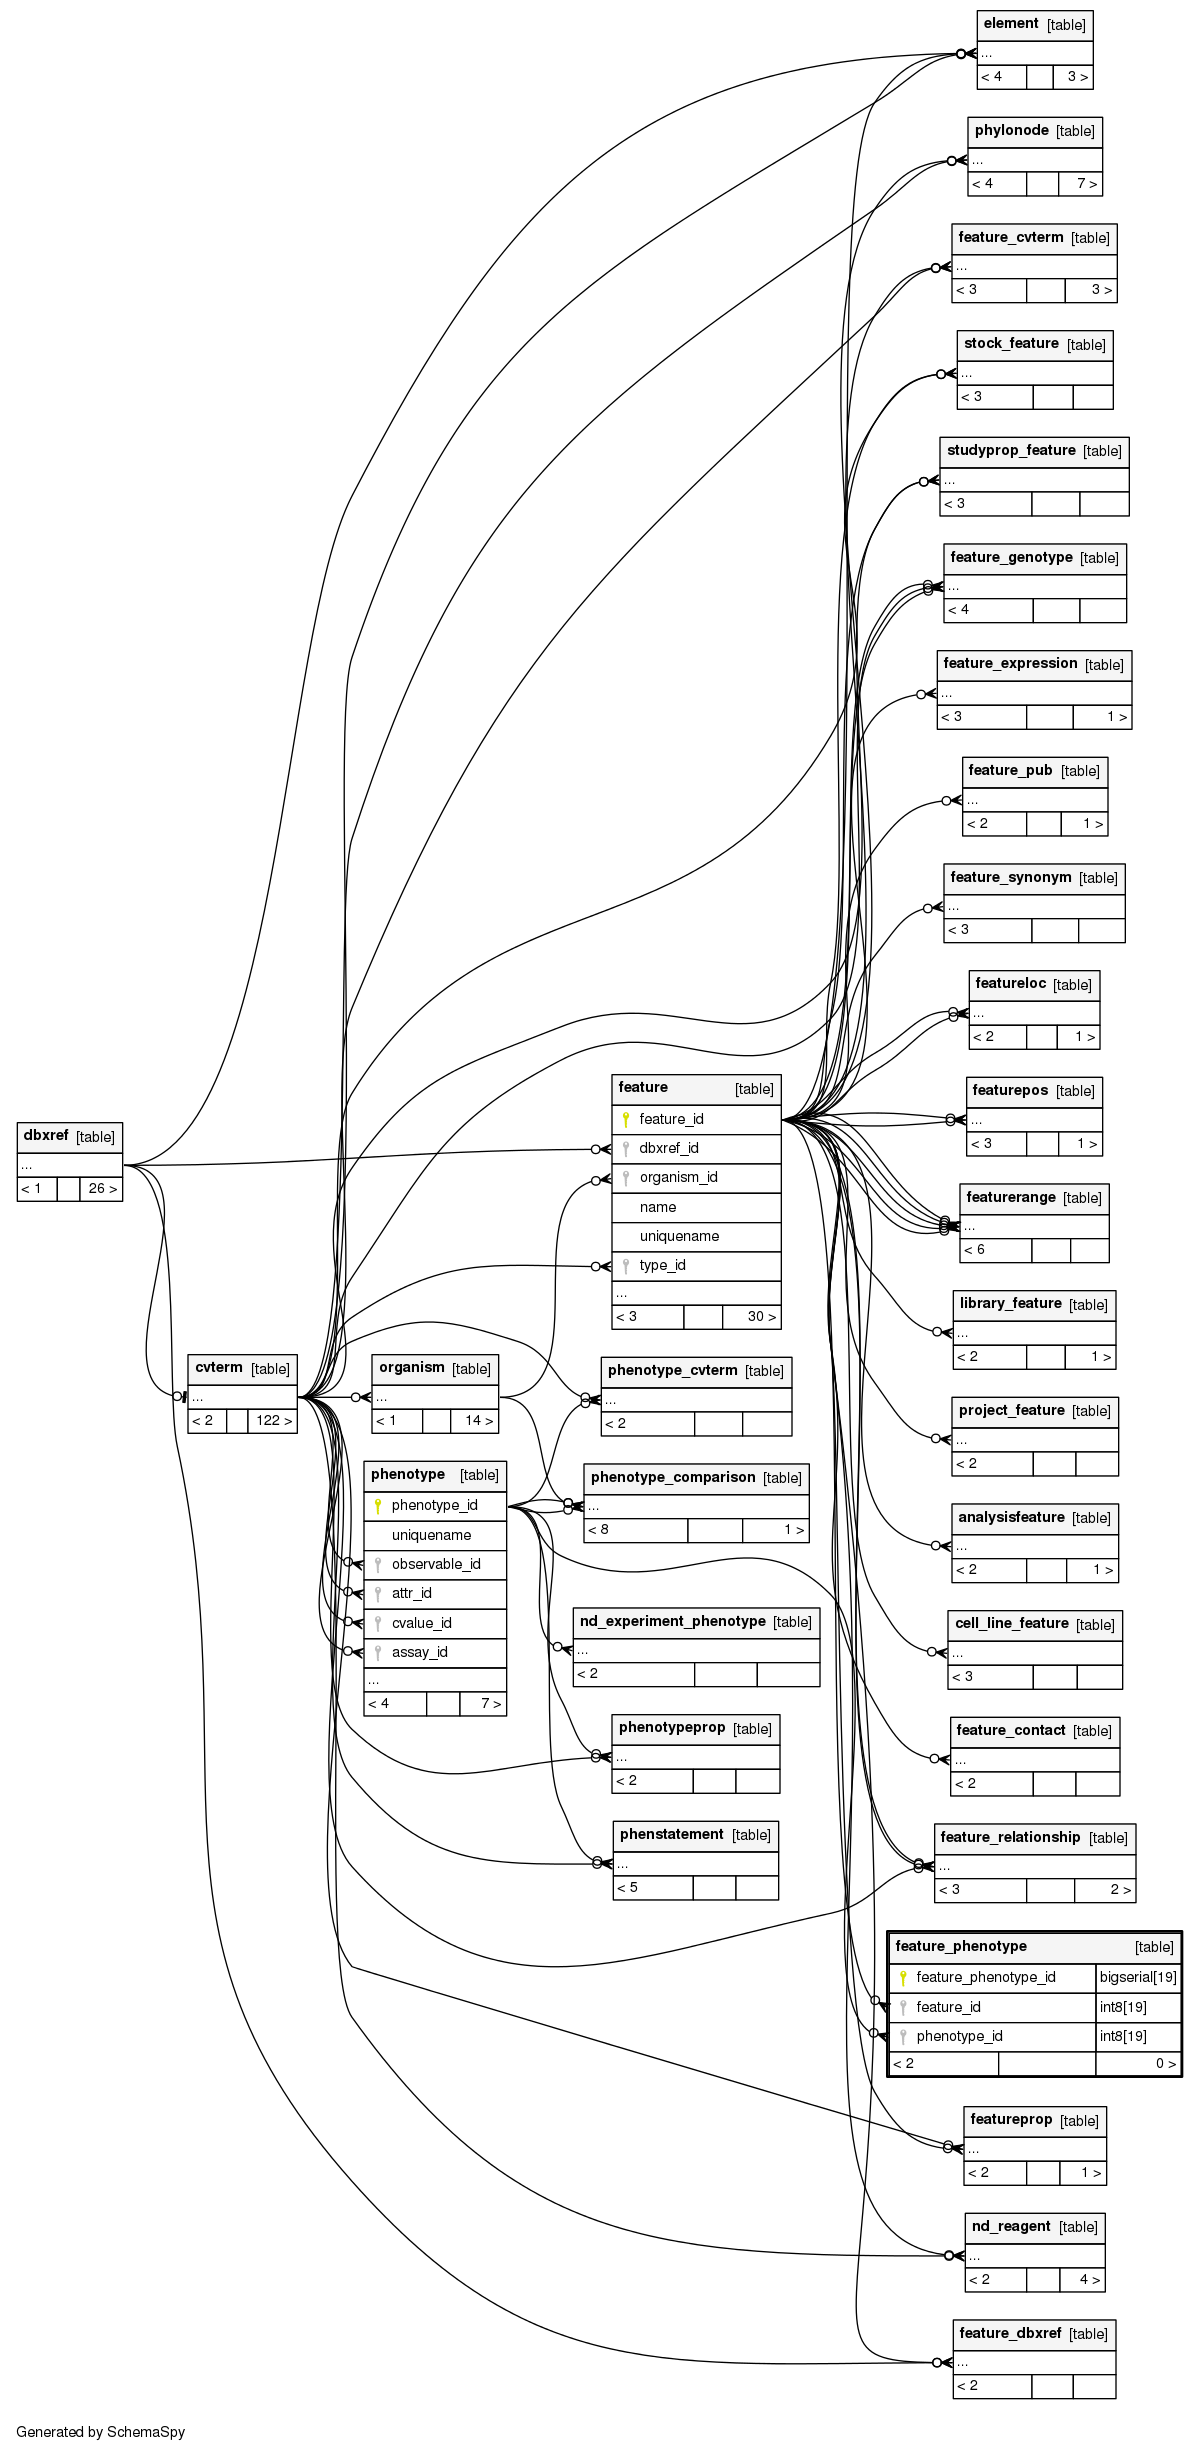 element [table]
...
< 4 3 >
phylonode [table]
...
< 4 7 >
feature_cvterm [table]
...
< 3 3 >
stock_feature [table]
...
< 3
studyprop_feature [table]
...
< 3
feature_genotype [table]
...
< 4
feature_expression [table]
...
< 3 1 >
feature_pub [table]
...
< 2 1 >
feature_synonym [table]
...
< 3
featureloc [table]
...
< 2 1 >
featurepos [table]
...
< 3 1 >
featurerange [table]
...
< 6
library_feature [table]
...
< 2 1 >
project_feature [table]
...
< 2
analysisfeature [table]
...
< 2 1 >
cell_line_feature [table]
...
< 3
feature_contact [table]
...
< 2
feature_relationship [table]
...
< 3 2 >
feature_phenotype [table]
feature_phenotype_id bigserial[19]
feature_id int8[19]
phenotype_id int8[19]
< 2 0 >
featureprop [table]
...
< 2 1 >
nd_reagent [table]
...
< 2 4 >
feature_dbxref [table]
...
< 2
feature [table]
feature_id
dbxref_id
organism_id
name
uniquename
type_id
...
< 3 30 >
phenotype_cvterm [table]
...
< 2
phenotype_comparison [table]
...
< 8 1 >
nd_experiment_phenotype [table]
...
< 2
phenotypeprop [table]
...
< 2
phenstatement [table]
...
< 5
organism [table]
...
< 1 14 >
phenotype [table]
phenotype_id
uniquename
observable_id
attr_id
cvalue_id
assay_id
...
< 4 7 >
cvterm [table]
...
< 2 122 >
dbxref [table]
...
< 1 26 >
Generated by SchemaSpy